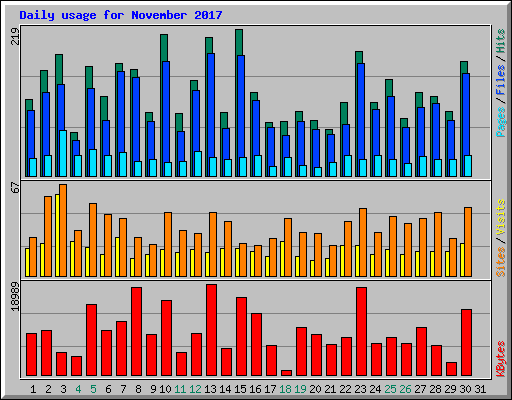 Daily usage for November 2017
219
Pages / Files / Hits
67
Sites / Visits
18989
KBytes
1 2 3 4 5 6 7 8 9 10 11 12 13 14 15 16 17 18 19 20 21 22 23 24 25 26 27 28 29 30 31